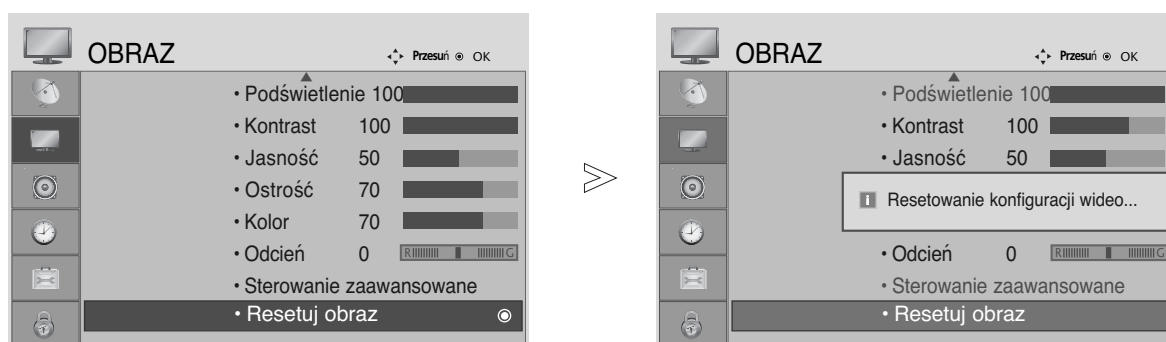 OBRAZ
Przesuń OK
• Podświetlenie 100
• Kontrast 100
• Jasność 50
• Ostrość 70
• Kolor 70
• Odcień 0 R G
• Sterowanie zaawansowane
• Resetuj obraz
OBRAZ
Przesuń OK
• Podświetlenie 100
• Kontrast 100
• Jasność 50
i Resetowanie konfiguracji wideo...
• Odcień 0 R G
• Sterowanie zaawansowane
• Resetuj obraz